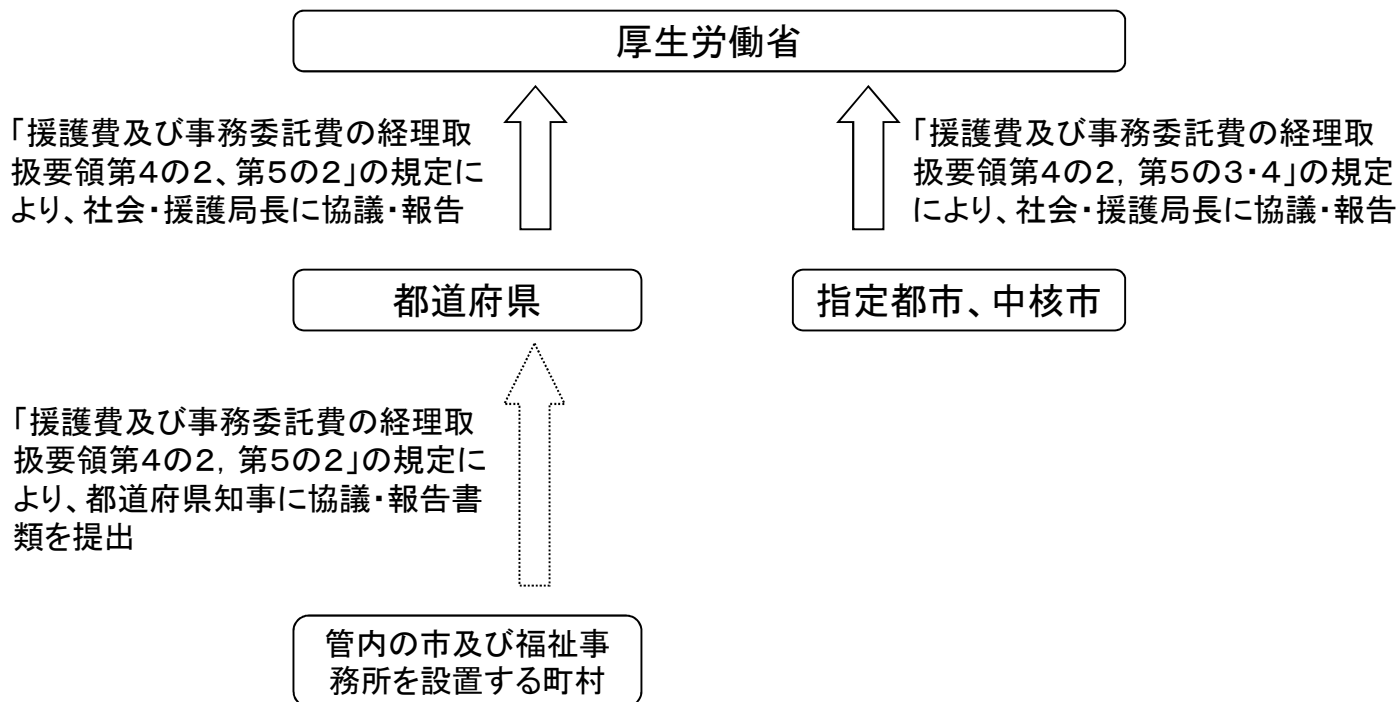 厚生労働省
「援護費及び事務委託費の経理取
扱要領第4の2、第5の2」の規定に
より、社会・援護局長に協議・報告
「援護費及び事務委託費の経理取
扱要領第4の2，第5の3・4」の規定
により、社会・援護局長に協議・報告
都道府県
指定都市、中核市
「援護費及び事務委託費の経理取
扱要領第4の2，第5の2」の規定に
より、都道府県知事に協議・報告書
類を提出
管内の市及び福祉事
務所を設置する町村